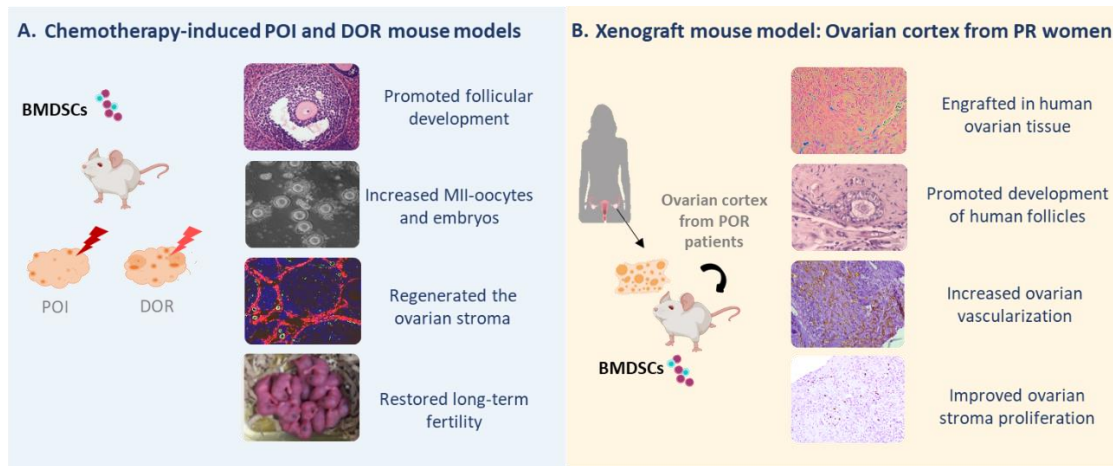 A. Chemotherapy-induced POI and DOR mouse models
BMDSCs
POI
DOR
Promoted follicular
development
Increased MII-oocytes
and embryos
Regenerated the
ovarian stroma
Restored long-term
fertility
B. Xenograft mouse model: Ovarian cortex from PR women
Ovarian cortex
from POR
patients
BMDSCs
Engrafted in human
ovarian tissue
Promoted development
of human follicles
Increased ovarian
vascularization
Improved ovarian
stroma proliferation